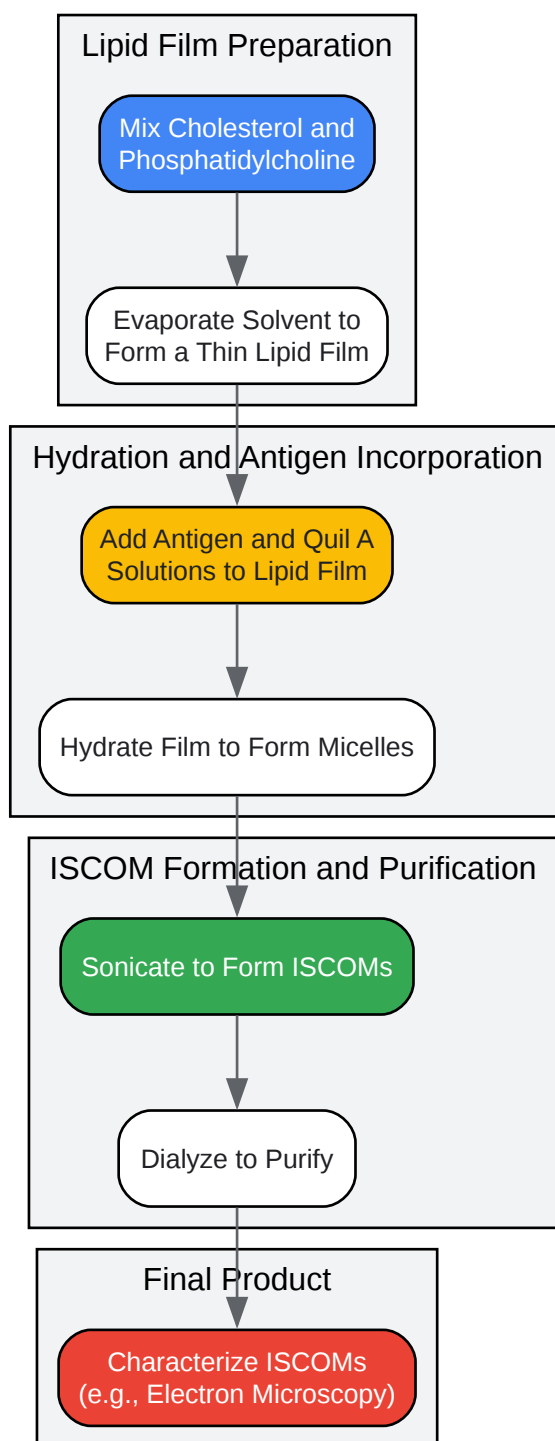 Lipid Film Preparation
Mix Cholesterol and
Phosphatidylcholine
Evaporate Solvent to
Form a Thin Lipid Film
Hydration and Antigen Incorporation
Add Antigen and Quil A
Solutions to Lipid Film
Hydrate Film to Form Micelles
ISCOM Formation and Purification
Sonicate to Form ISCOMs
Dialyze to Purify
Final Product
Characterize ISCOMs
(e.g., Electron Microscopy)